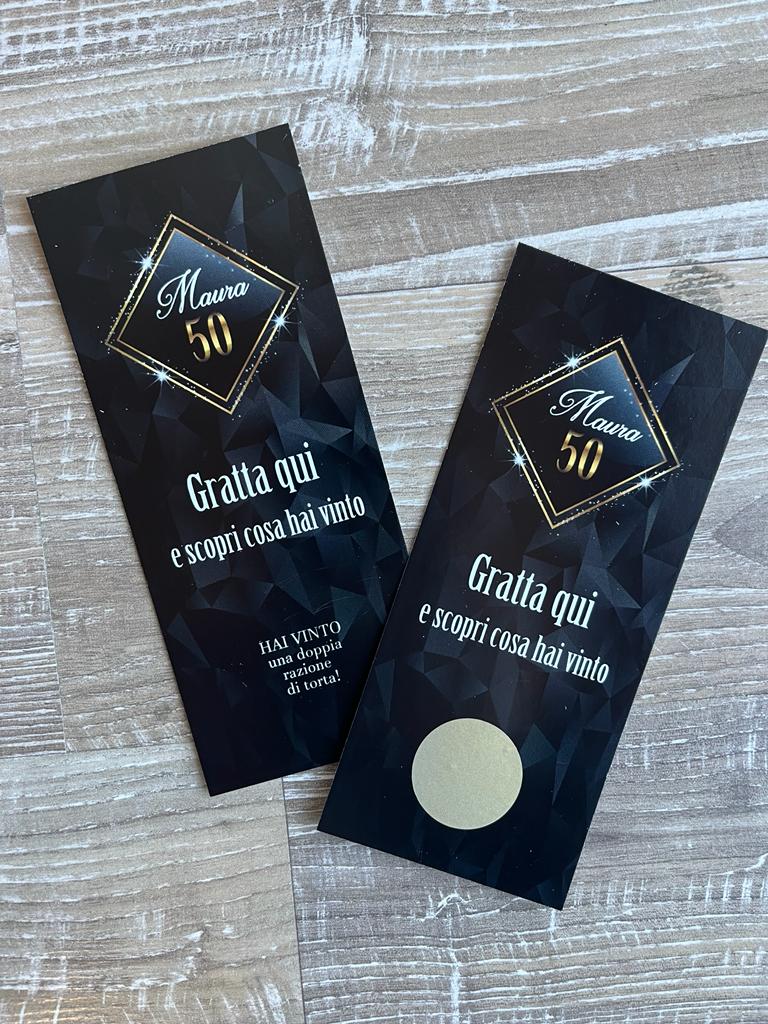 Maura
50
Gratta qui
e scopri cosa hai vinto
HAI VINTO
una doppia
razione
di torta!
Maura
50
Gratta qui
e scopri cosa hai vinto